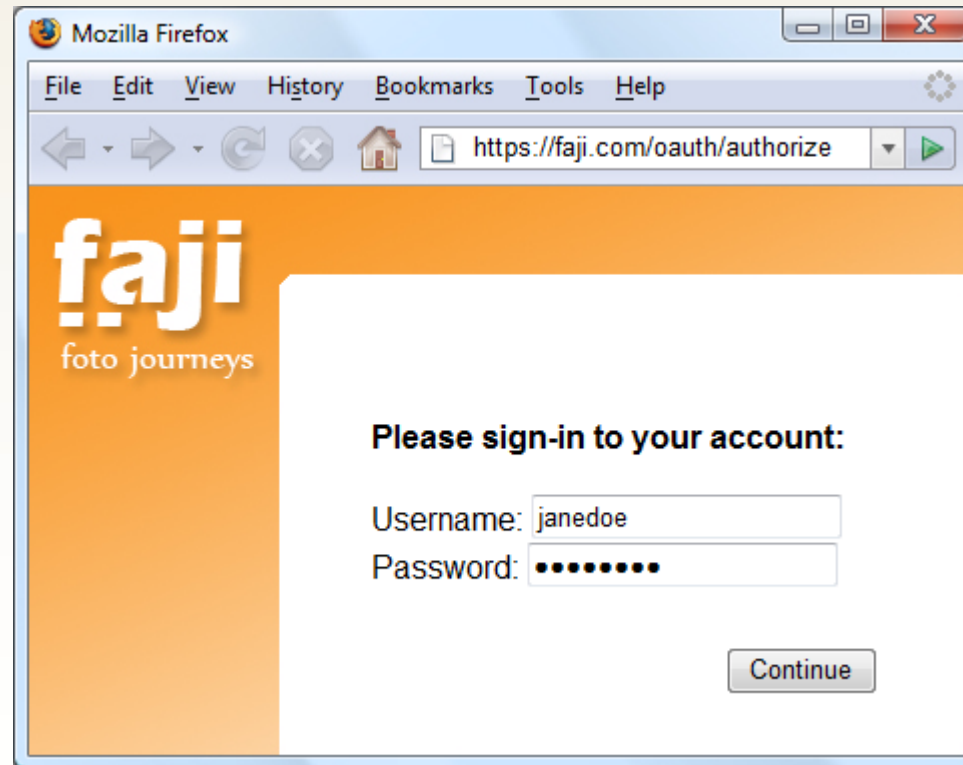 Mozilla Firefox
File Edit View History Bookmarks Tools Help
https://faji.com/oauth/authorize
faji
foto journeys
Please sign-in to your account:
Username: janedoe
Password: ••••••••
Continue